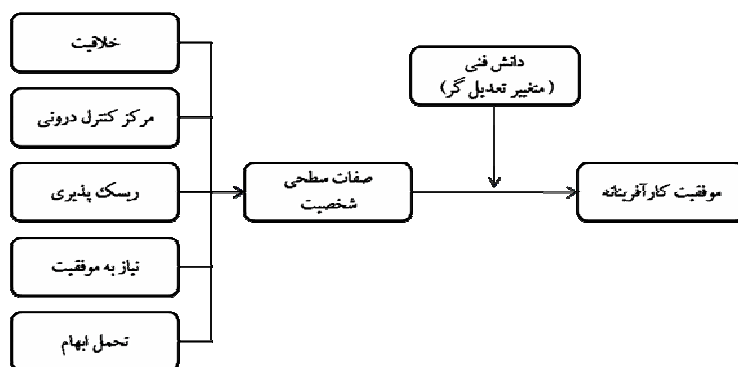 خلاقیت
مرکز کنترل درونی
ریسک پذیری
نیاز به موفقیت
تحمل ابهام
صفات سطحی
شخصیت
دانش فنی
(متغییر تعدیل گر)
موفقیت کارآفرینانه